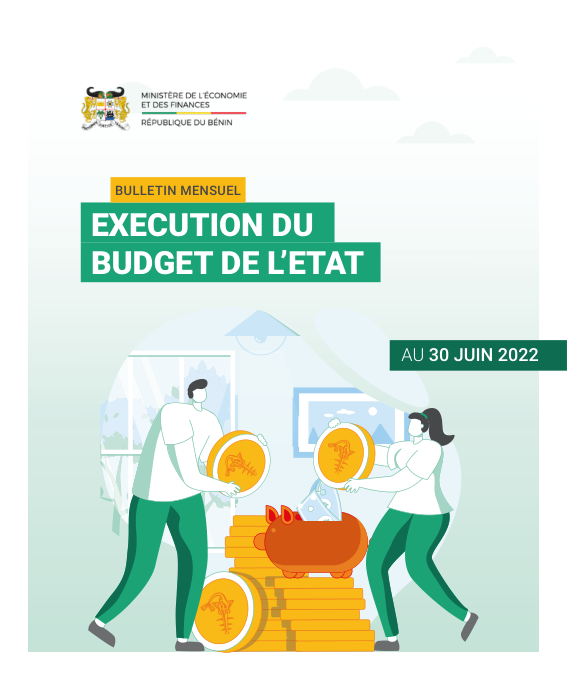 MINISTÈRE DE L'ÉCONOMIE
ET DES FINANCES
RÉPUBLIQUE DU BÉNIN
BULLETIN MENSUEL
EXECUTION DU
BUDGET DE L'ETAT
AU 30 JUIN 2022